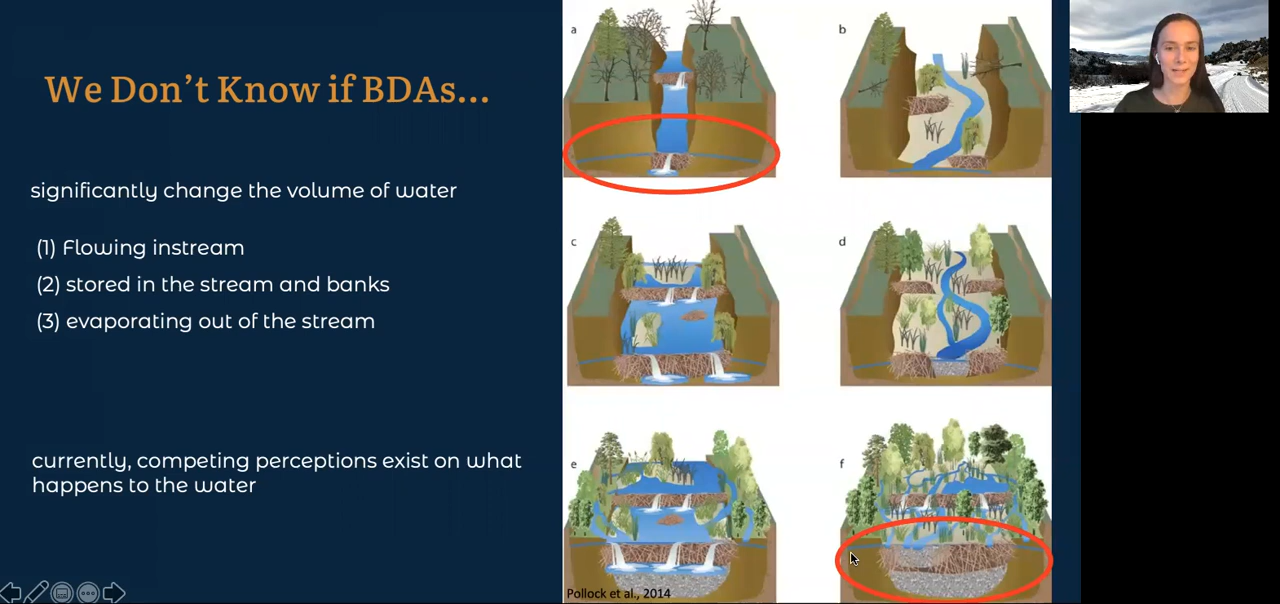 We Don't Know if BDAs...
significantly change the volume of water
(1) Flowing instream
(2) stored in the stream and banks
(3) evaporating out of the stream
currently, competing perceptions exist on what
happens to the water
a
b
c
d
e
f
Pollock et al., 2014